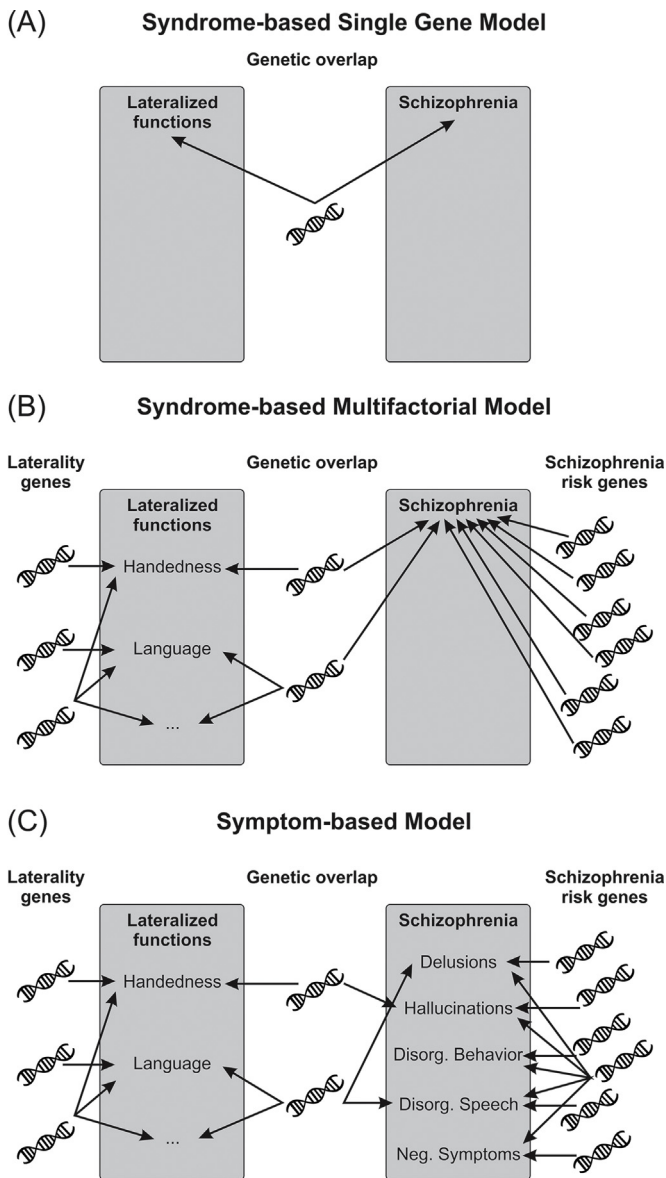 (A) Syndrome-based Single Gene Model
Genetic overlap
Lateralized
functions
Schizophrenia
(B) Syndrome-based Multifactorial Model
Laterality
genes
Genetic overlap
Schizophrenia
risk genes
Lateralized
functions
Handedness
Language
...
Schizophrenia
(C) Symptom-based Model
Laterality
genes
Genetic overlap
Schizophrenia
risk genes
Lateralized
functions
Handedness
Language
...
Schizophrenia
Delusions
Hallucinations
Disorg. Behavior
Disorg. Speech
Neg. Symptoms